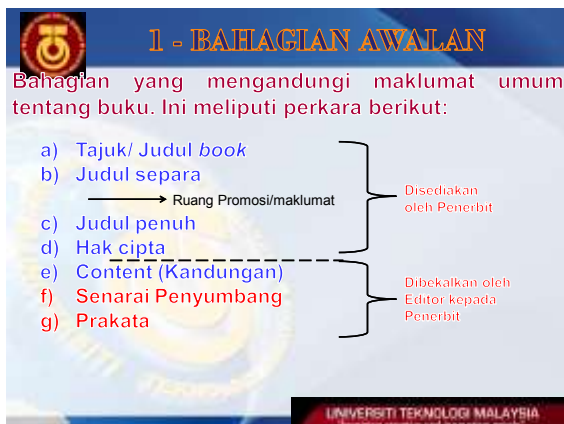 1 - BAHAGIAN AWALAN
Bahagian yang mengandungi maklumat umum
tentang buku. Ini meliputi perkara berikut:
a) Tajuk/ Judul book
b) Judul separa
Ruang Promosi/maklumat
c) Judul penuh
d) Hak cipta
Disediakan
oleh Penerbit
e) Content (Kandungan)
f) Senarai Penyumbang
g) Prakata
Dibekalkan oleh
Editor kepada
Penerbit
UNIVERSITI TEKNOLOGI MALAYSIA